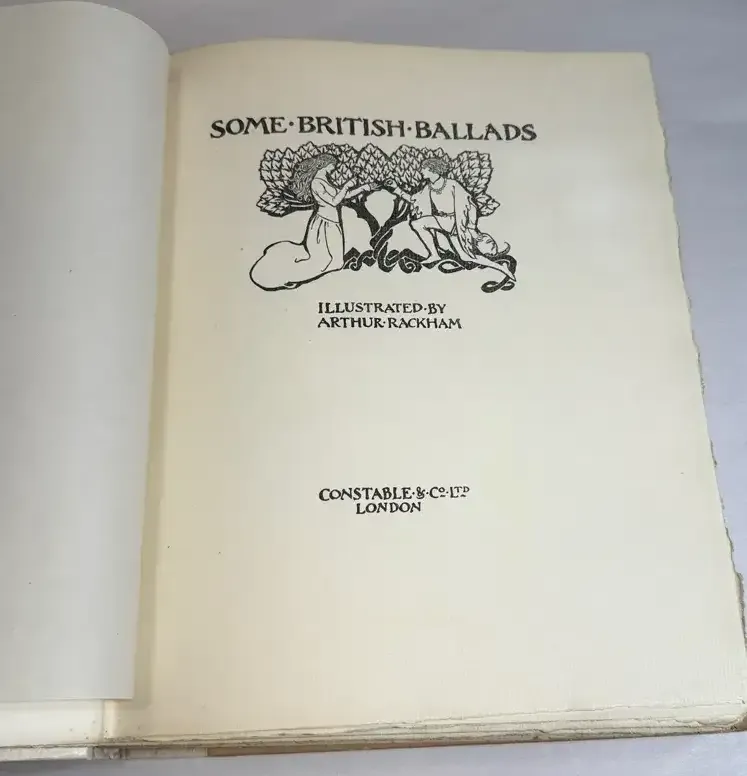 SOME·BRITISH·BALLADS
ILLUSTRATED·BY
ARTHUR·RACKHAM
CONSTABLE·&·Cº·LTD
LONDON